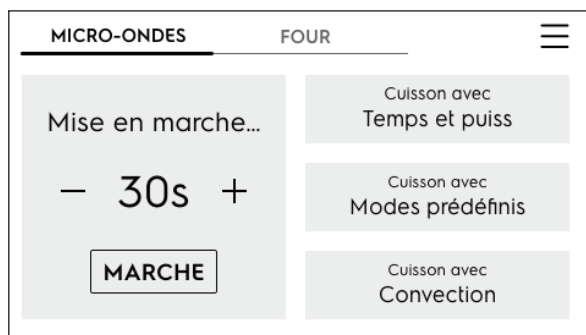 MICRO-ONDES
FOUR
Mise en marche...
− 30s +
MARCHE
Cuisson avec
Temps et puiss
Cuisson avec
Modes prédéfinis
Cuisson avec
Convection